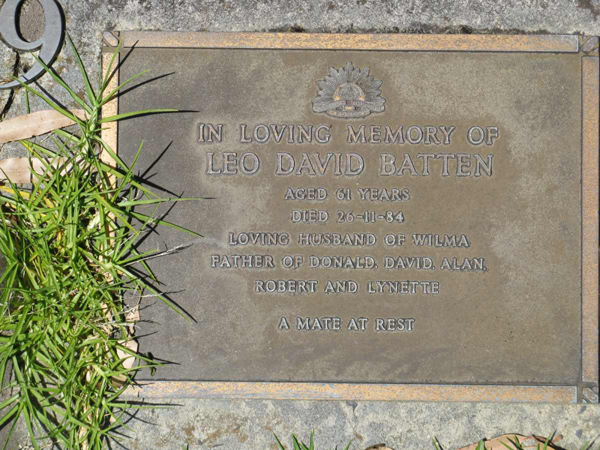 9
IN LOVING MEMORY OF
LEO DAVID BATTEN
AGED 61 YEARS
DIED 26-11-84
LOVING HUSBAND OF WILMA
FATHER OF DONALD, DAVID, ALAN,
ROBERT AND LYNETTE
A MATE AT REST